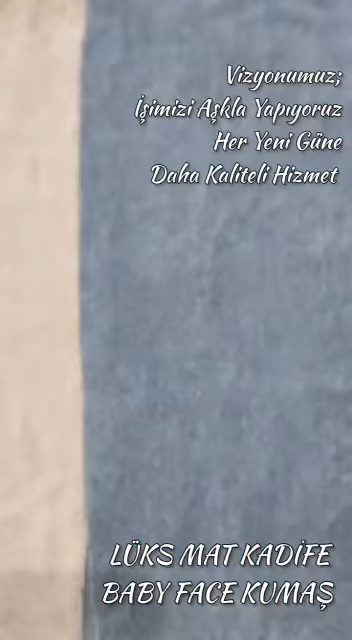 Vizyonumuz;
İşimizi Aşkla Yapıyoruz
Her Yeni Güne
Daha Kaliteli Hizmet
LÜKS MAT KADİFE
BABY FACE KUMAŞ